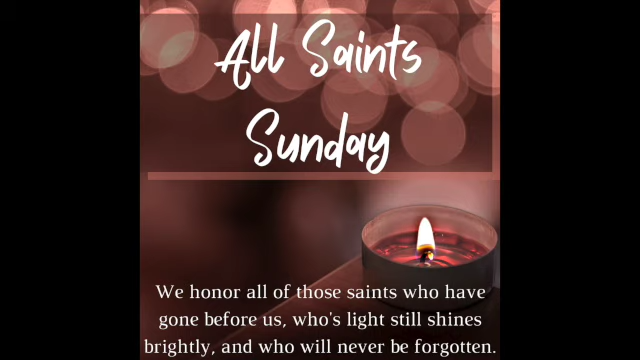 All Saints
Sunday
We honor all of those saints who have
gone before us, who's light still shines
brightly, and who will never be forgotten.